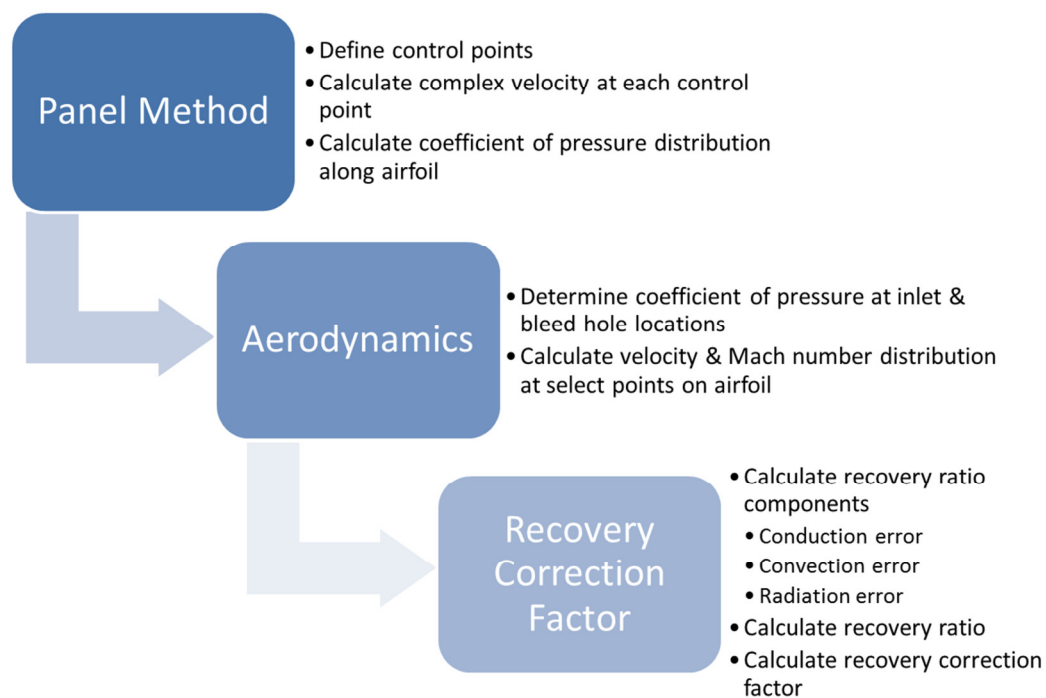 Panel Method
• Define control points
• Calculate complex velocity at each control
point
• Calculate coefficient of pressure distribution
along airfoil
Aerodynamics
• Determine coefficient of pressure at inlet &
bleed hole locations
• Calculate velocity & Mach number distribution
at select points on airfoil
Recovery
Correction
Factor
• Calculate recovery ratio
components
• Conduction error
• Convection error
• Radiation error
• Calculate recovery ratio
• Calculate recovery correction
factor